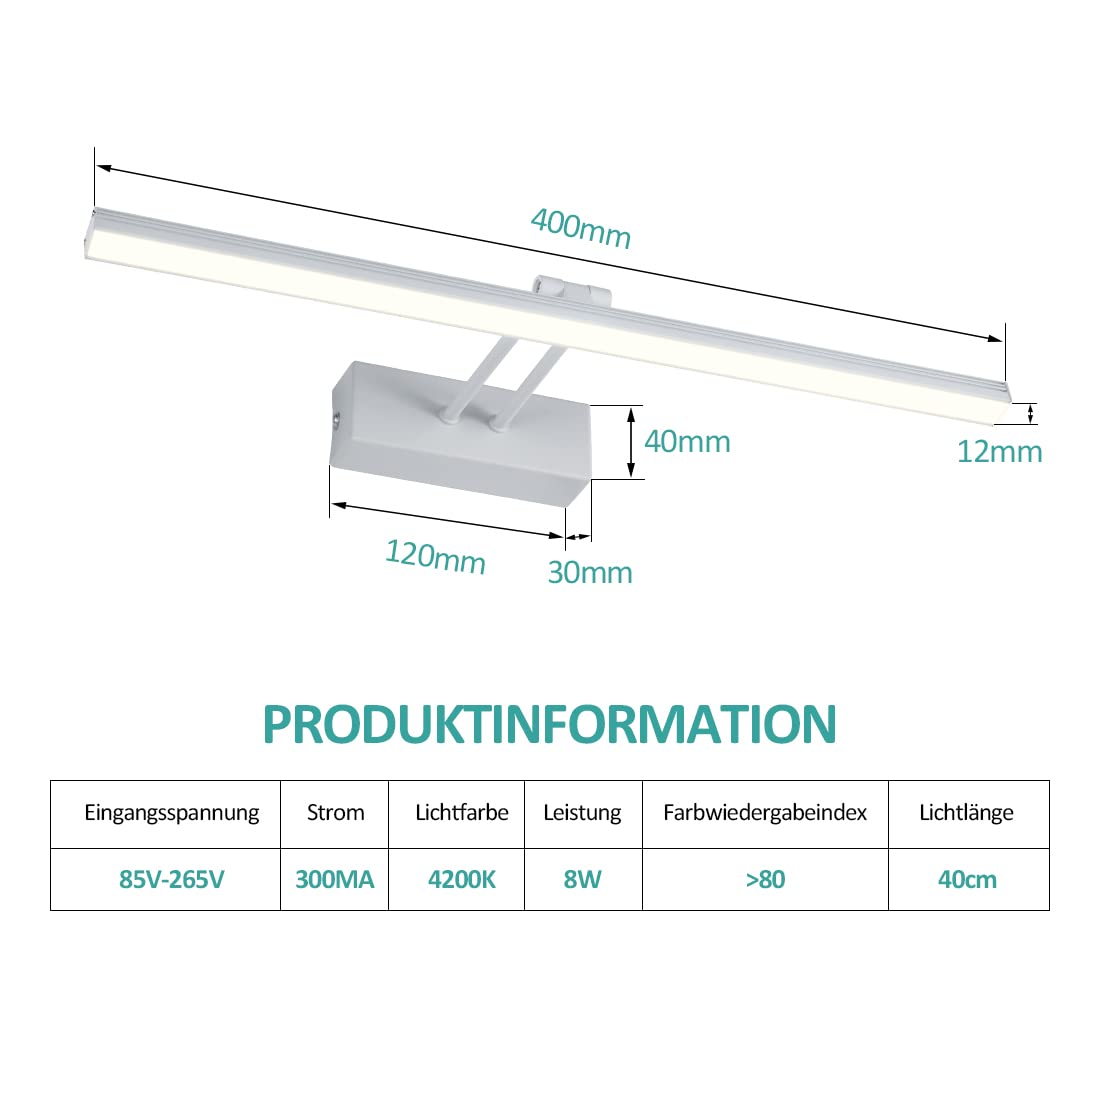 400mm
40mm
12mm
120mm
30mm
PRODUKTINFORMATION
Eingangsspannung Strom Lichtfarbe Leistung Farbwiedergabeindex Lichtlänge
85V-265V 300MA 4200K 8W >80 40cm